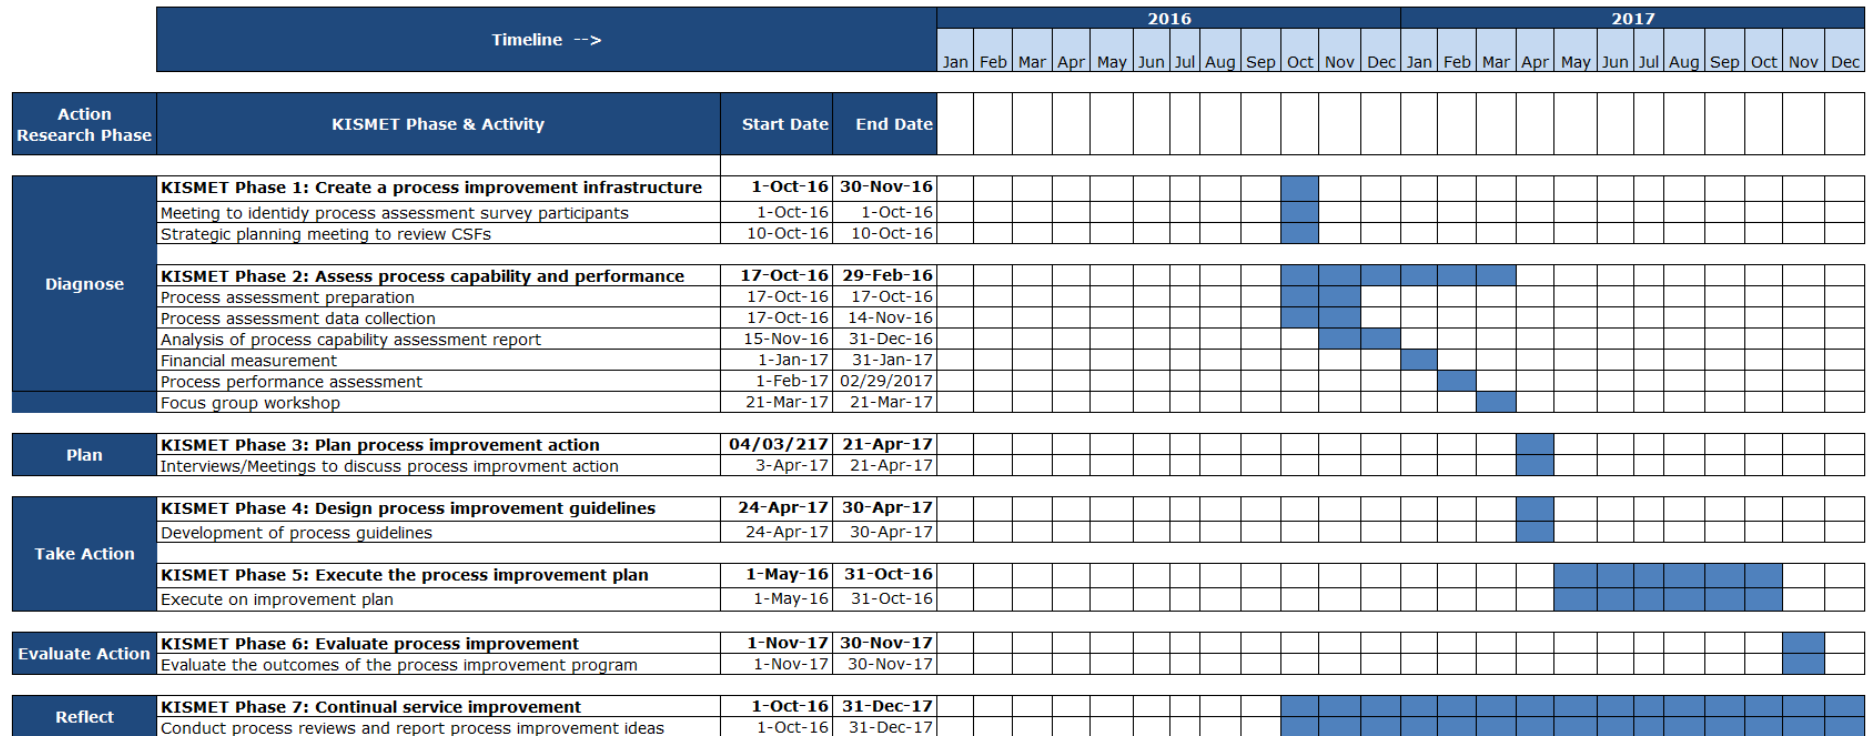 2016 2017
Timeline -->
Jan Feb Mar Apr May Jun Jul Aug Sep Oct Nov Dec Jan Feb Mar Apr May Jun Jul Aug Sep Oct Nov Dec
Action
Research Phase
KISMET Phase & Activity Start Date End Date
KISMET Phase 1: Create a process improvement infrastructure 1-Oct-16 30-Nov-16
Meeting to identidy process assessment survey participants 1-Oct-16 1-Oct-16
Strategic planning meeting to review CSFs 10-Oct-16 10-Oct-16
Diagnose
KISMET Phase 2: Assess process capability and performance 17-Oct-16 29-Feb-16
Process assessment preparation 17-Oct-16 17-Oct-16
Process assessment data collection 17-Oct-16 14-Nov-16
Analysis of process capability assessment report 15-Nov-16 31-Dec-16
Financial measurement 1-Jan-17 31-Jan-17
Process performance assessment 1-Feb-17 02/29/2017
Focus group workshop 21-Mar-17 21-Mar-17
Plan
KISMET Phase 3: Plan process improvement action 04/03/217 21-Apr-17
Interviews/Meetings to discuss process improvment action 3-Apr-17 21-Apr-17
Take Action
KISMET Phase 4: Design process improvement guidelines 24-Apr-17 30-Apr-17
Development of process guidelines 24-Apr-17 30-Apr-17
KISMET Phase 5: Execute the process improvement plan 1-May-16 31-Oct-16
Execute on improvement plan 1-May-16 31-Oct-16
Evaluate Action
KISMET Phase 6: Evaluate process improvement 1-Nov-17 30-Nov-17
Evaluate the outcomes of the process improvement program 1-Nov-17 30-Nov-17
Reflect
KISMET Phase 7: Continual service improvement 1-Oct-16 31-Dec-17
Conduct process reviews and report process improvement ideas 1-Oct-16 31-Dec-17